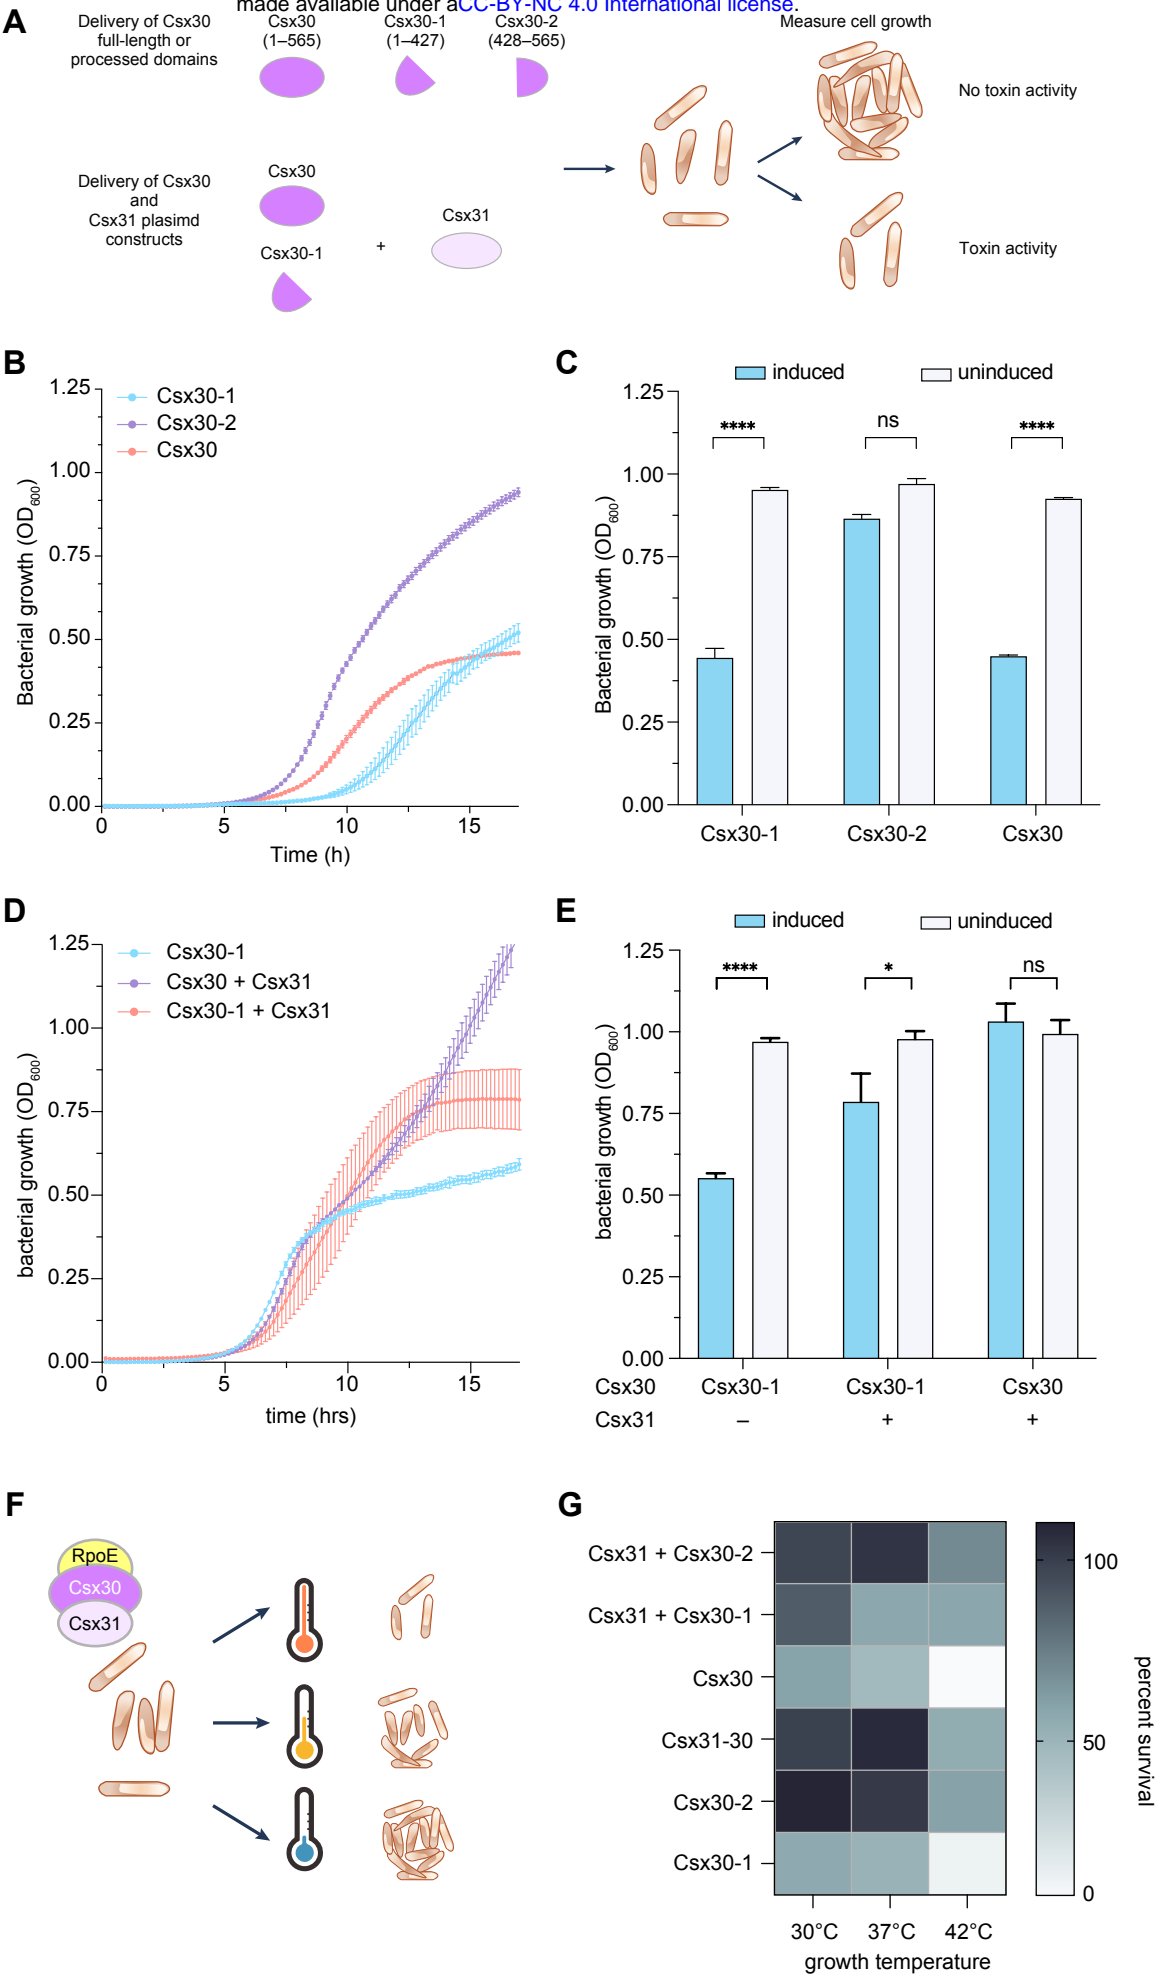 made available under aCC-BY-NC 4.0 International license.
A
Delivery of Csx30
full-length or
processed domains
Csx30
(1–565)
Csx30-1
(1–427)
Csx30-2
(428–565)
Measure cell growth
No toxin activity
Delivery of Csx30
and
Csx31 plasimd
constructs
Csx30
Csx30-1
+
Csx31
Toxin activity
B
Csx30-1
Csx30-2
Csx30
Bacterial growth (OD600)
1.25
1.00
0.75
0.50
0.25
0.00
0 5 10 15
Time (h)
C
induced uninduced
Bacterial growth (OD600)
1.25
1.00
0.75
0.50
0.25
0.00
**** ns ****
Csx30-1 Csx30-2 Csx30
D
Csx30-1
Csx30 + Csx31
Csx30-1 + Csx31
bacterial growth (OD600)
1.25
1.00
0.75
0.50
0.25
0.00
0 5 10 15
time (hrs)
E
induced uninduced
bacterial growth (OD600)
1.25
1.00
0.75
0.50
0.25
0.00
**** * ns
Csx30 Csx30-1 Csx30-1 Csx30
Csx31 – + +
F
RpoE
Csx30
Csx31
G
Csx31 + Csx30-2
Csx31 + Csx30-1
Csx30
Csx31-30
Csx30-2
Csx30-1
30°C 37°C 42°C
growth temperature
100
50
0
percent survival